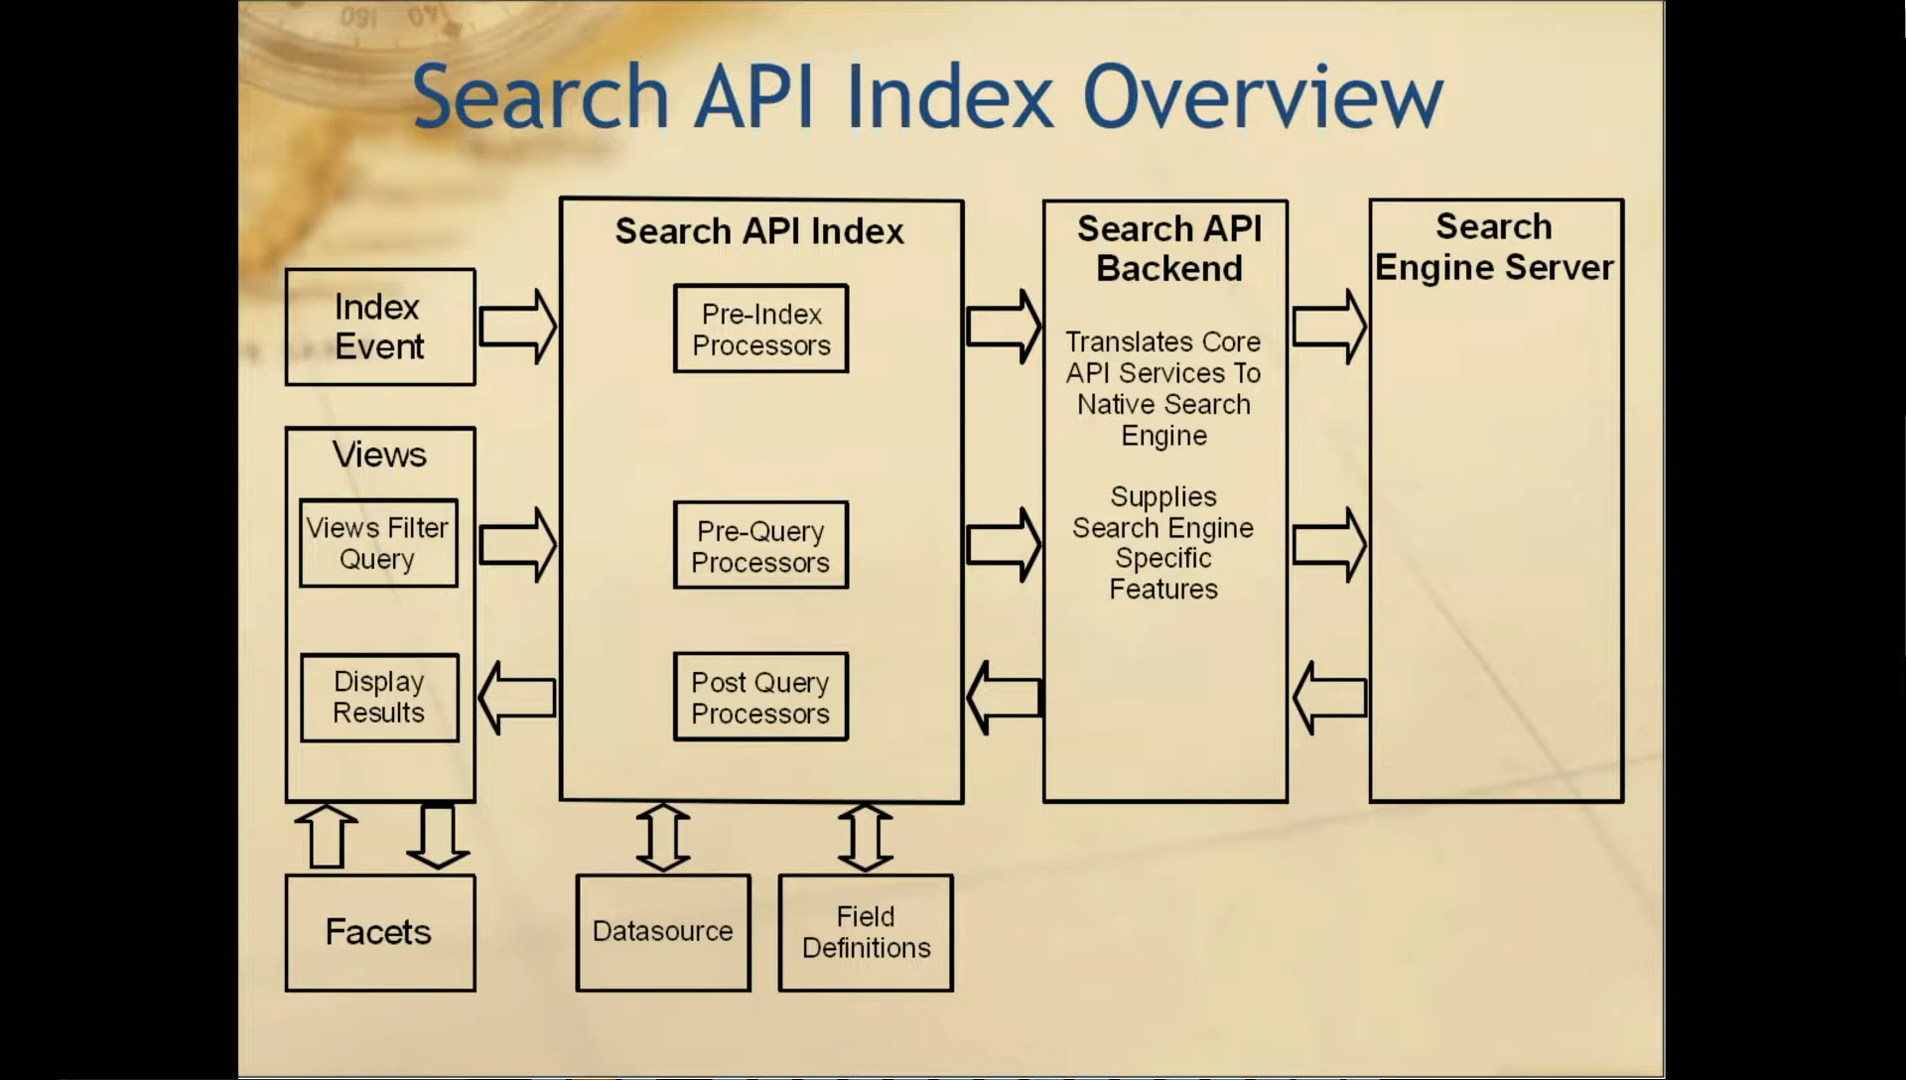 Search API Index Overview
Index
Event
Views
Views Filter
Query
Display
Results
Facets
Search API Index
Pre-Index
Processors
Pre-Query
Processors
Post Query
Processors
Datasource
Field
Definitions
Search API
Backend
Translates Core
API Services To
Native Search
Engine
Supplies
Search Engine
Specific
Features
Search
Engine Server